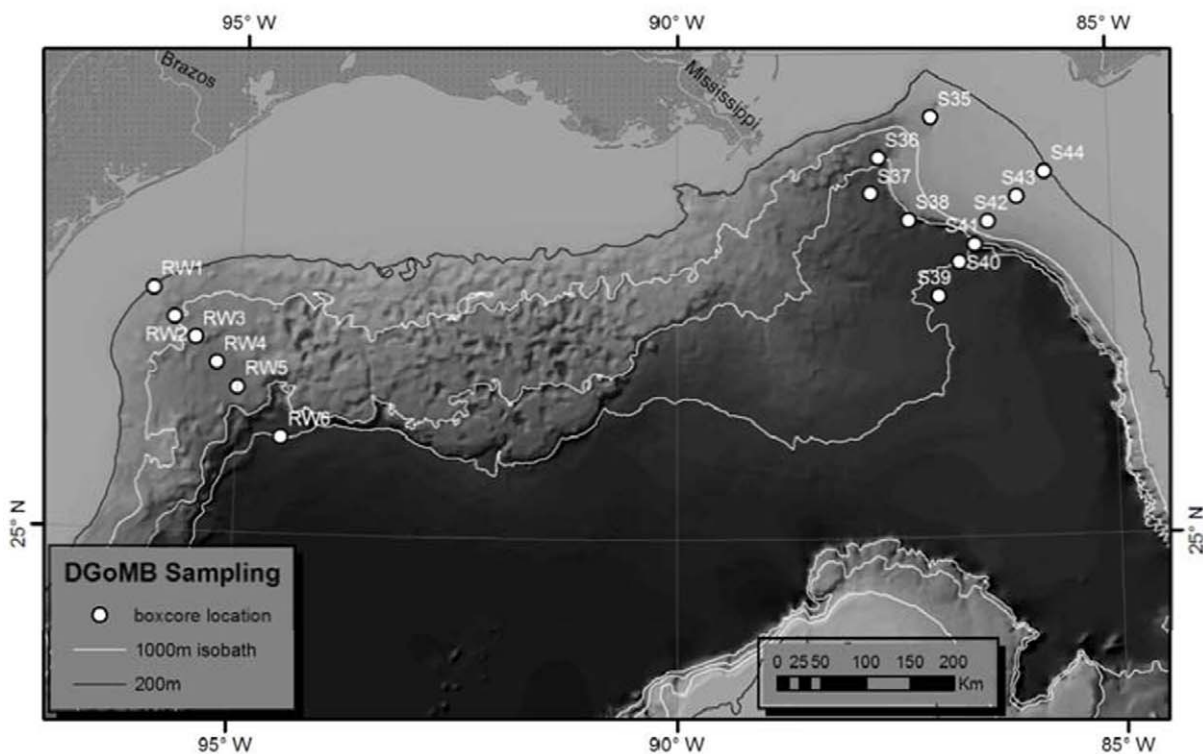 95° W
90° W
85° W
Brazos
Mississippi
S35
S36
S44
S37
S43
S38
S42
S41
S40
S39
RW1
RW2
RW3
RW4
RW5
RW6
25° N
25° N
DGoMB Sampling
boxcore location
1000m isobath
200m
0 25 50 100 150 200
Km
95° W
90° W
85° W